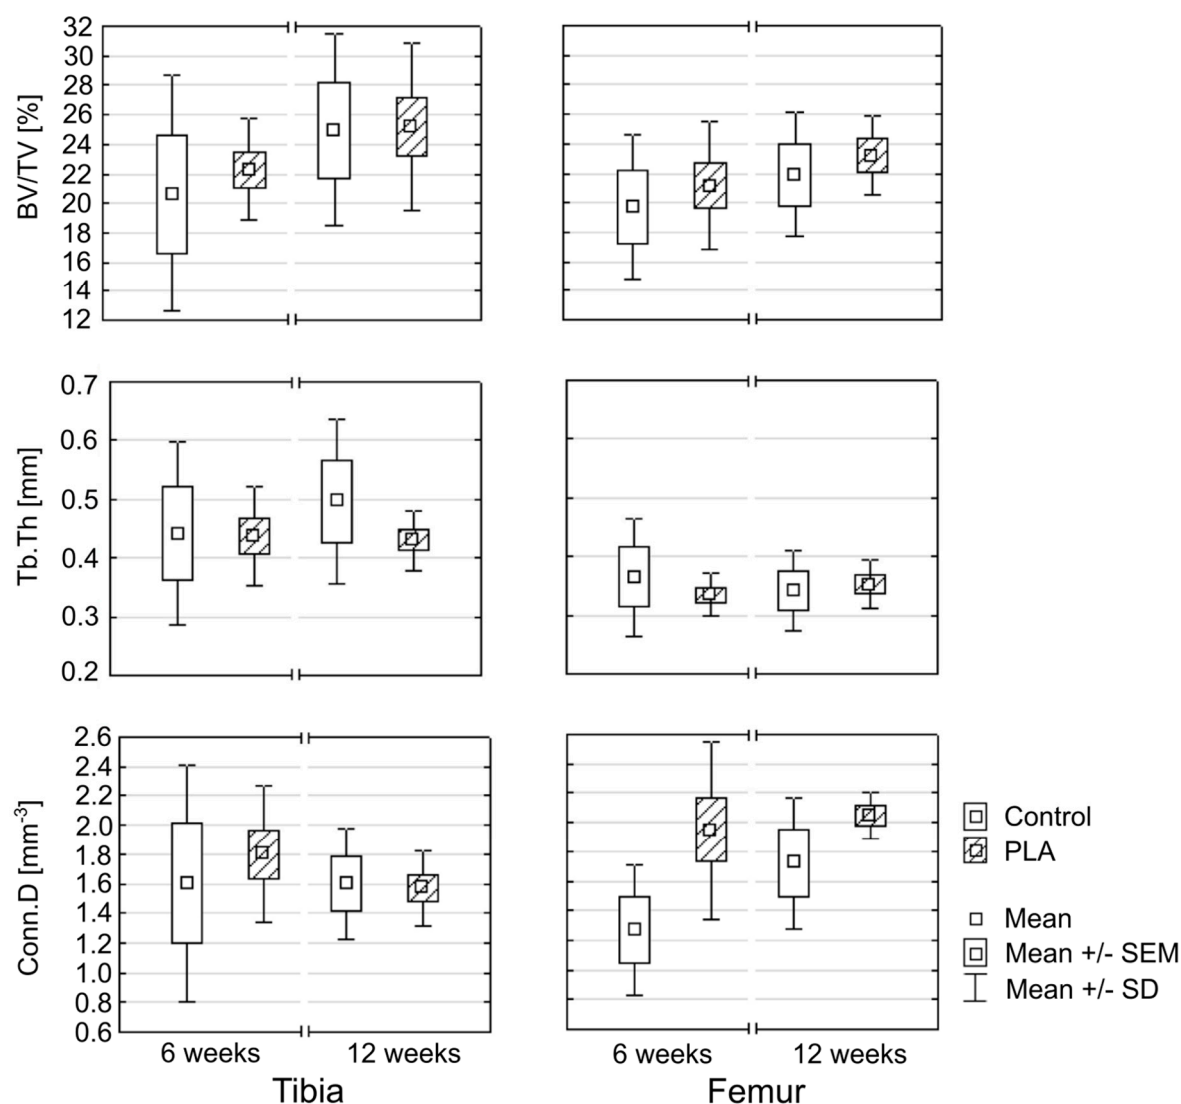 BV/TV [%]
32
30
28
26
24
22
20
18
16
14
12
Tb.Th [mm]
0.7
0.6
0.5
0.4
0.3
0.2
Conn.D [mm⁻³]
2.6
2.4
2.2
2.0
1.8
1.6
1.4
1.2
1.0
0.8
0.6
6 weeks 12 weeks
Tibia
6 weeks 12 weeks
Femur
Control
PLA
Mean
Mean +/- SEM
Mean +/- SD